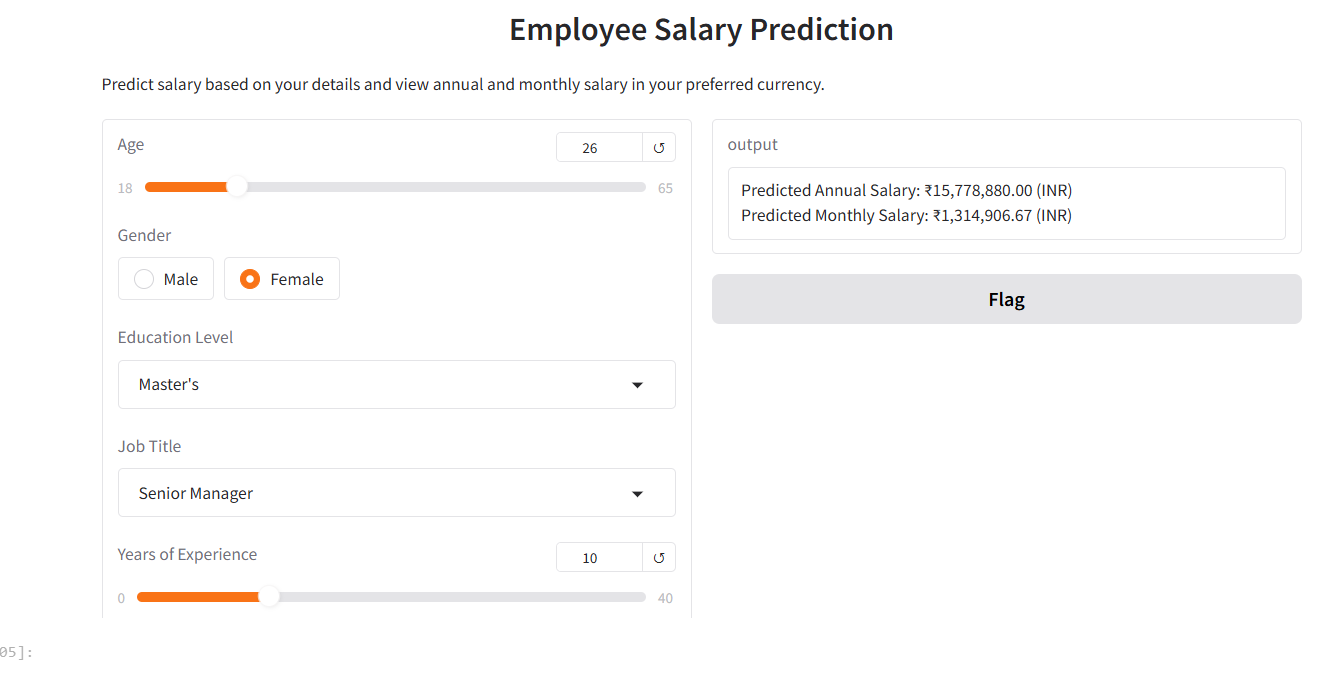 Employee Salary Prediction
Predict salary based on your details and view annual and monthly salary in your preferred currency.
Age
26
↺
18
65
Gender
Male
Female
Education Level
Master's
Job Title
Senior Manager
Years of Experience
10
↺
0
40
output
Predicted Annual Salary: ₹15,778,880.00 (INR)
Predicted Monthly Salary: ₹1,314,906.67 (INR)
Flag
05]: